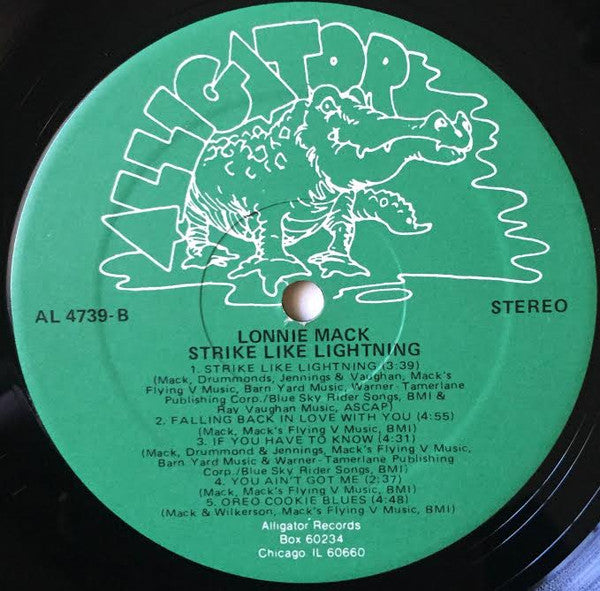 ALLIGATOR
AL 4739-B
STEREO
LONNIE MACK
STRIKE LIKE LIGHTNING
1. STRIKE LIKE LIGHTNING (3:39)
(Mack, Drummonds, Jennings & Vaughan, Mack's
Flying V Music, Barn Yard Music, Warner-Tamerlane
Publishing Corp./Blue Sky Rider Songs, BMI &
Ray Vaughan Music, ASCAP)
2. FALLING BACK IN LOVE WITH YOU (4:55)
(Mack, Mack's Flying V Music, BMI)
3. IF YOU HAVE TO KNOW (4:31)
(Mack, Drummond & Jennings, Mack's Flying V Music,
Barn Yard Music & Warner-Tamerlane Publishing
Corp./Blue Sky Rider Songs, BMI)
4. YOU AIN'T GOT ME (2:37)
(Mack, Mack's Flying V Music, BMI)
5. OREO COOKIE BLUES (4:48)
(Mack & Wilkerson, Mack's Flying V Music, BMI)
Alligator Records
Box 60234
Chicago IL 60660